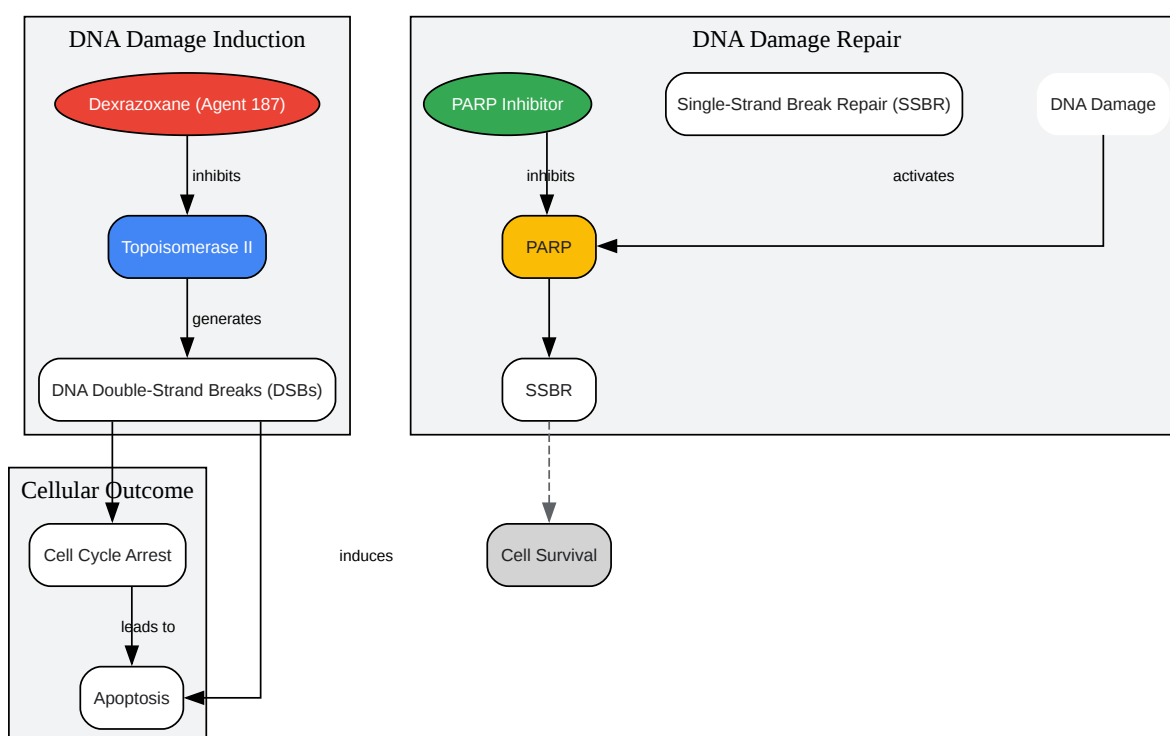 DNA Damage Induction
DNA Damage Repair
Dexrazoxane (Agent 187)
PARP Inhibitor
Single-Strand Break Repair (SSBR)
DNA Damage
inhibits
inhibits
activates
Topoisomerase II
PARP
generates
DNA Double-Strand Breaks (DSBs)
SSBR
Cellular Outcome
Cell Cycle Arrest
induces
Cell Survival
leads to
Apoptosis